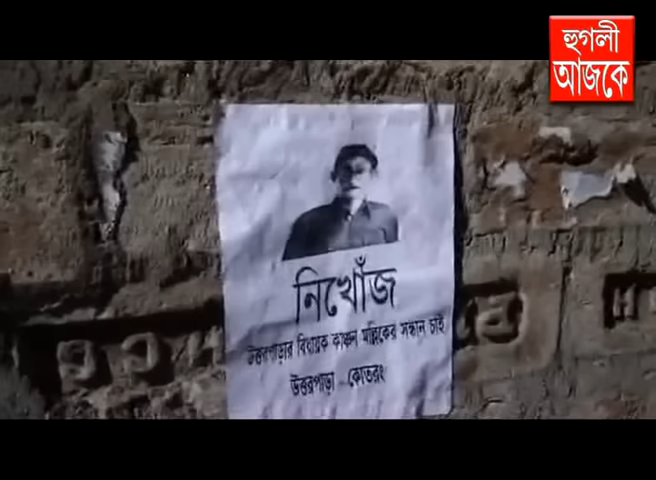 হুগলী
আজকে
নিখোঁজ
উত্তরপাড়ার বিধায়ক কাঞ্চন মল্লিকের সন্ধান চাই
উত্তরপাড়া কোতরং